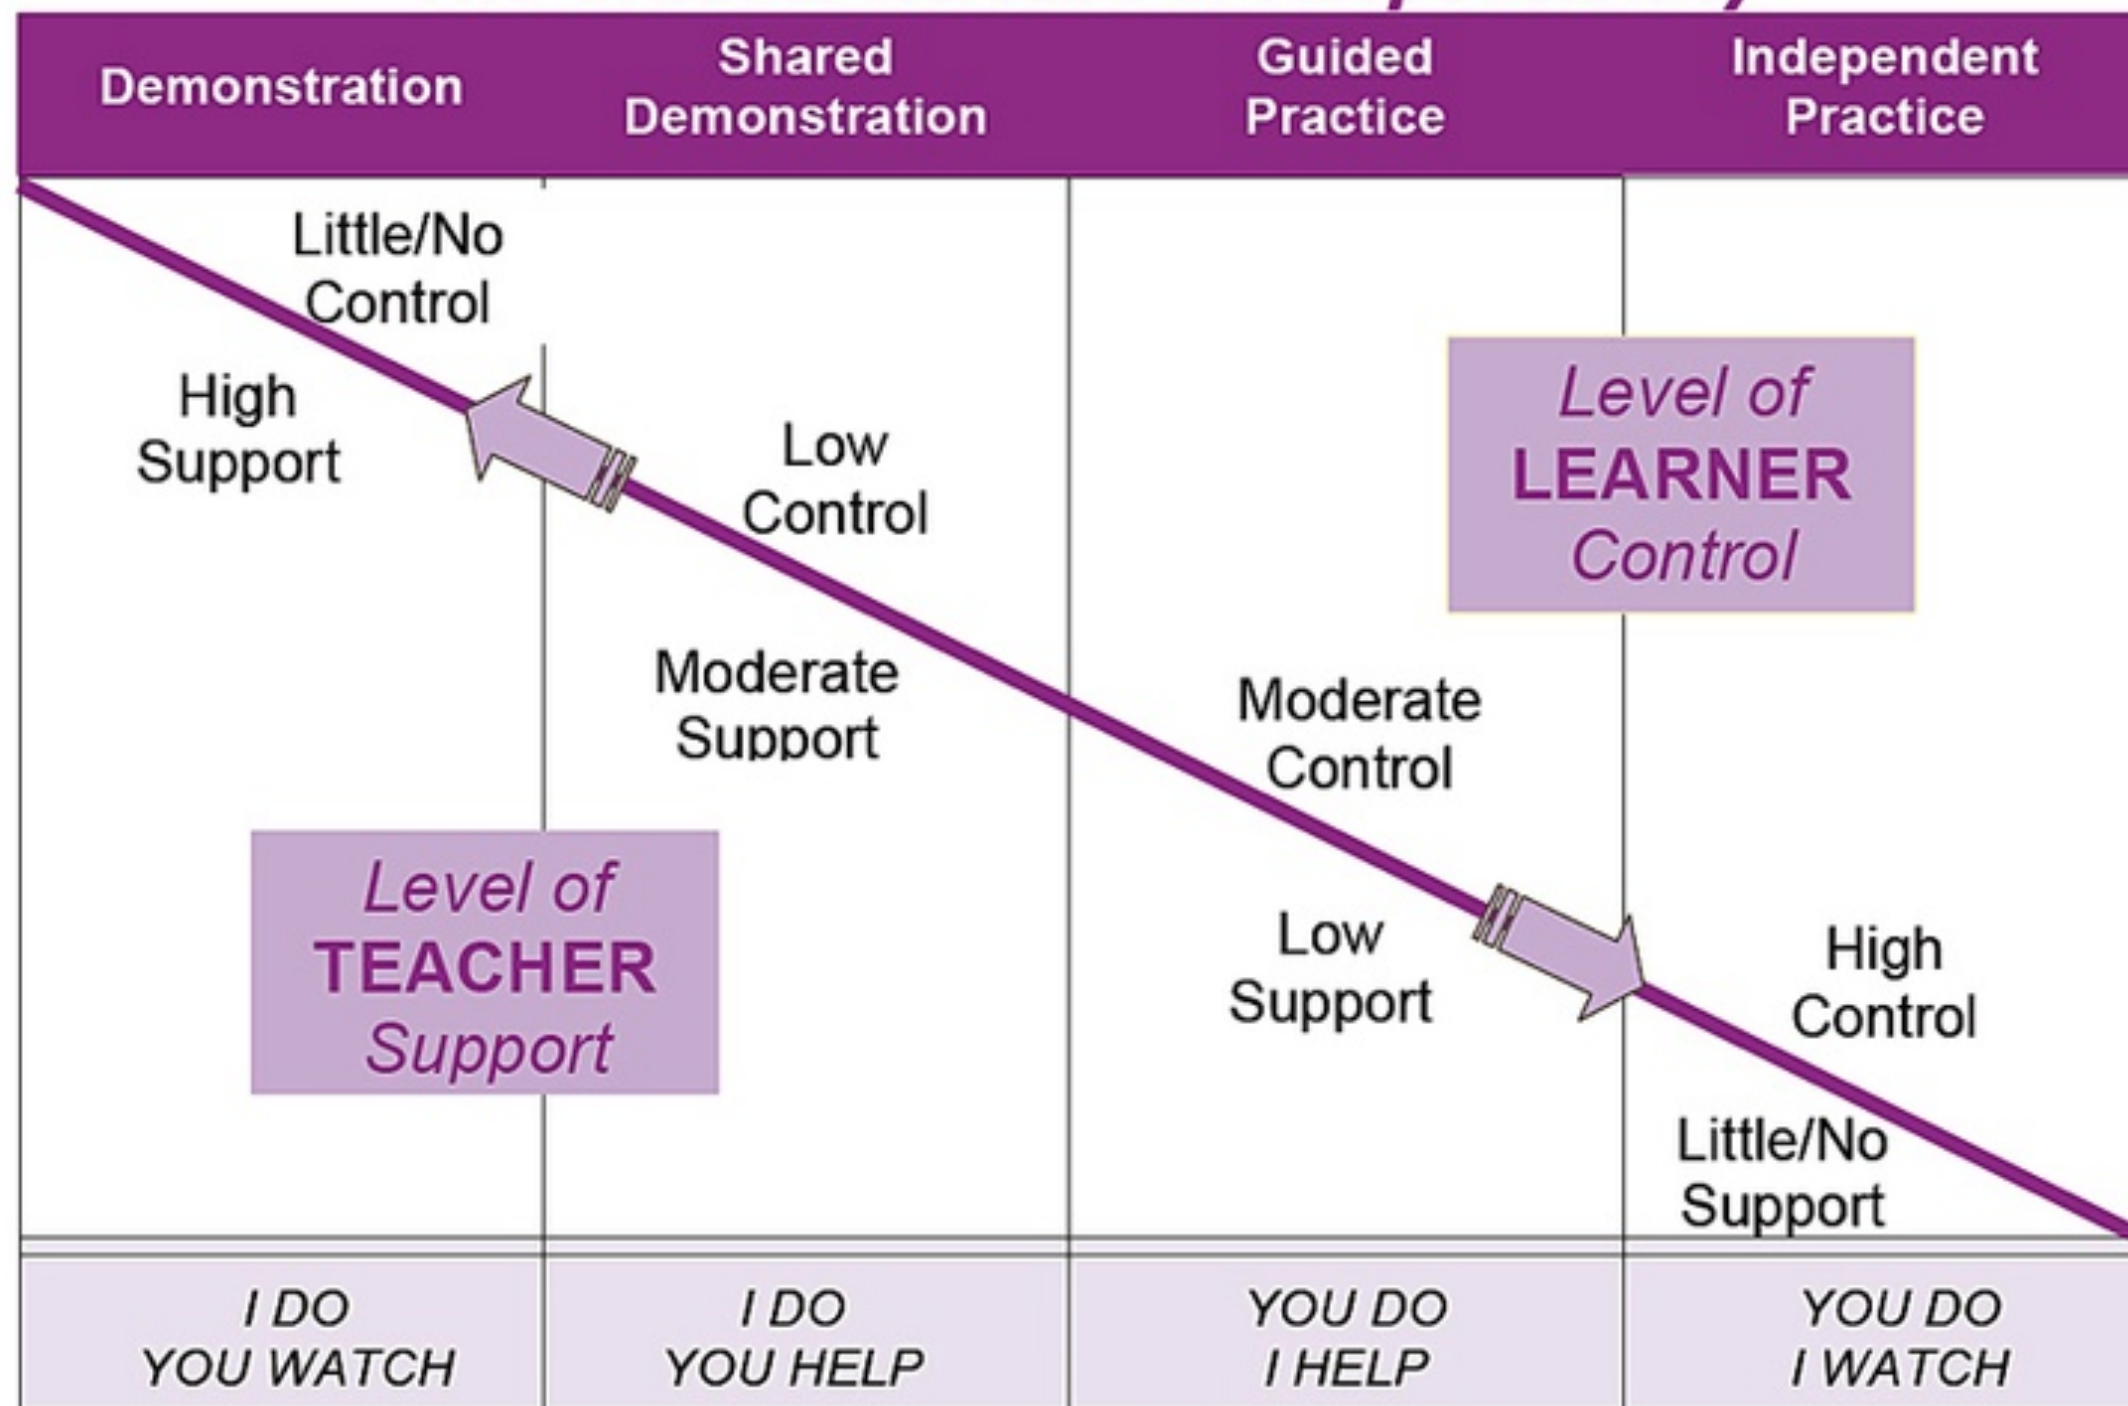 Demonstration
Shared
Demonstration
Guided
Practice
Independent
Practice
Little/No
Control
High
Support
Low
Control
Moderate
Support
Level of
LEARNER
Control
Level of
TEACHER
Support
Moderate
Control
Low
Support
High
Control
Little/No
Support
I DO
YOU WATCH
I DO
YOU HELP
YOU DO
I HELP
YOU DO
I WATCH